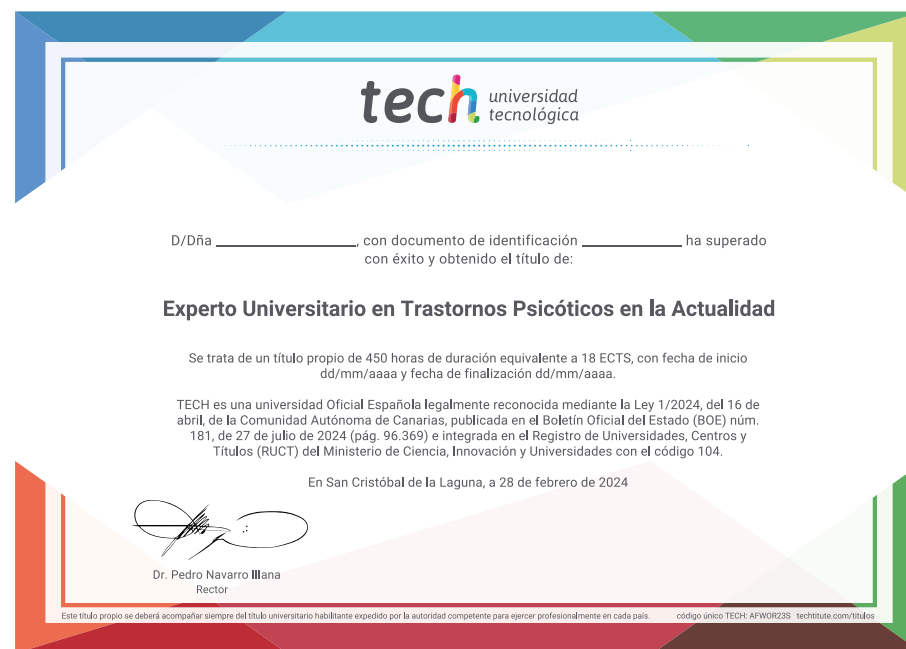 tech universidad
tecnológica
D/Dña ________________, con documento de identificación ____________ ha superado
con éxito y obtenido el título de:
Experto Universitario en Trastornos Psicóticos en la Actualidad
Se trata de un título propio de 450 horas de duración equivalente a 18 ECTS, con fecha de inicio
dd/mm/aaaa y fecha de finalización dd/mm/aaaa.
TECH es una universidad Oficial Española legalmente reconocida mediante la Ley 1/2024, del 16 de
abril, de la Comunidad Autónoma de Canarias, publicada en el Boletín Oficial del Estado (BOE) núm.
181, de 27 de julio de 2024 (pág. 96.369) e integrada en el Registro de Universidades, Centros y
Títulos (RUCT) del Ministerio de Ciencia, Innovación y Universidades con el código 104.
En San Cristóbal de la Laguna, a 28 de febrero de 2024
Dr. Pedro Navarro Illana
Rector
Este título propio se deberá acompañar siempre del título universitario habilitante expedido por la autoridad competente para ejercer profesionalmente en cada país. código único TECH: AFWOR23S techtitute.com/titulos